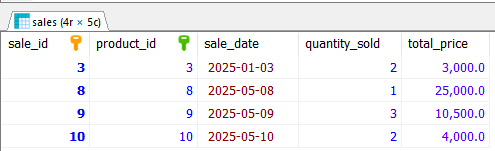 sales (4r × 5c)
sale_id product_id sale_date quantity_sold total_price
3 3 2025-01-03 2 3,000.0
8 8 2025-05-08 1 25,000.0
9 9 2025-05-09 3 10,500.0
10 10 2025-05-10 2 4,000.0